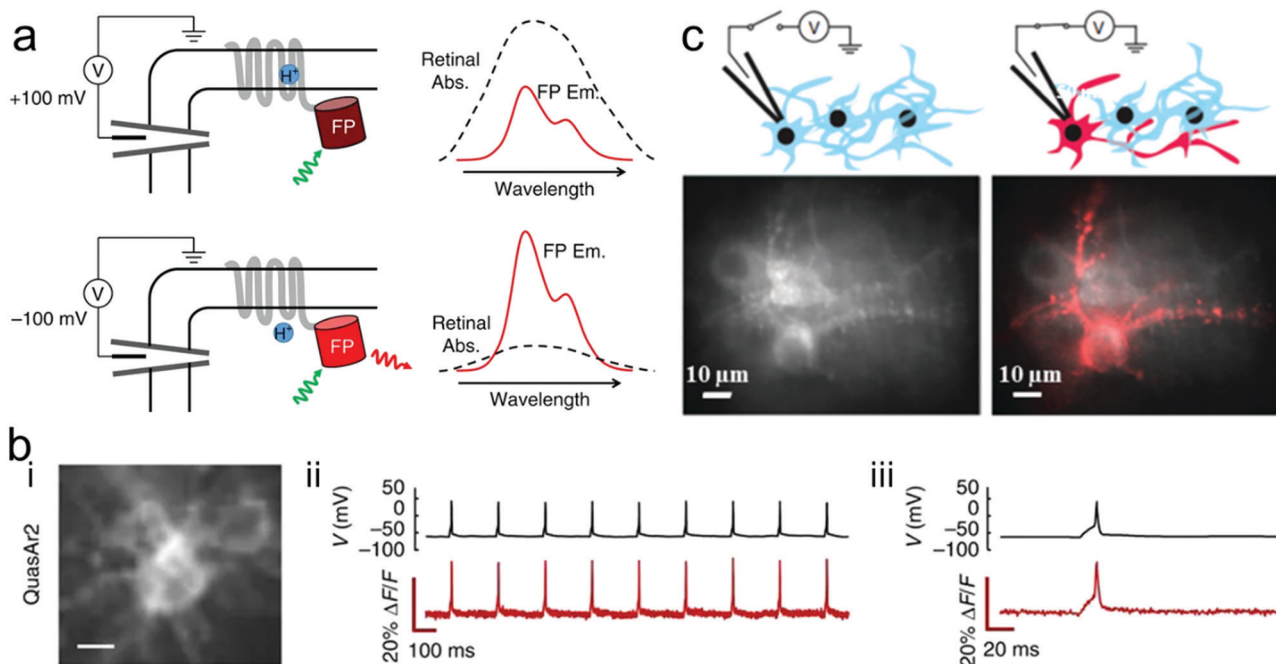 a
V
+100 mV
H+
FP
Retinal
Abs.
FP Em.
Wavelength
V
−100 mV
H+
FP
FP Em.
Retinal
Abs.
Wavelength
c
V
V
10 µm
10 µm
b
i
QuasAr2
ii
V (mv)
50
0
−50
−100
20% ΔF/F
100 ms
iii
V (mV)
50
0
−50
−100
20% ΔF/F
20 ms